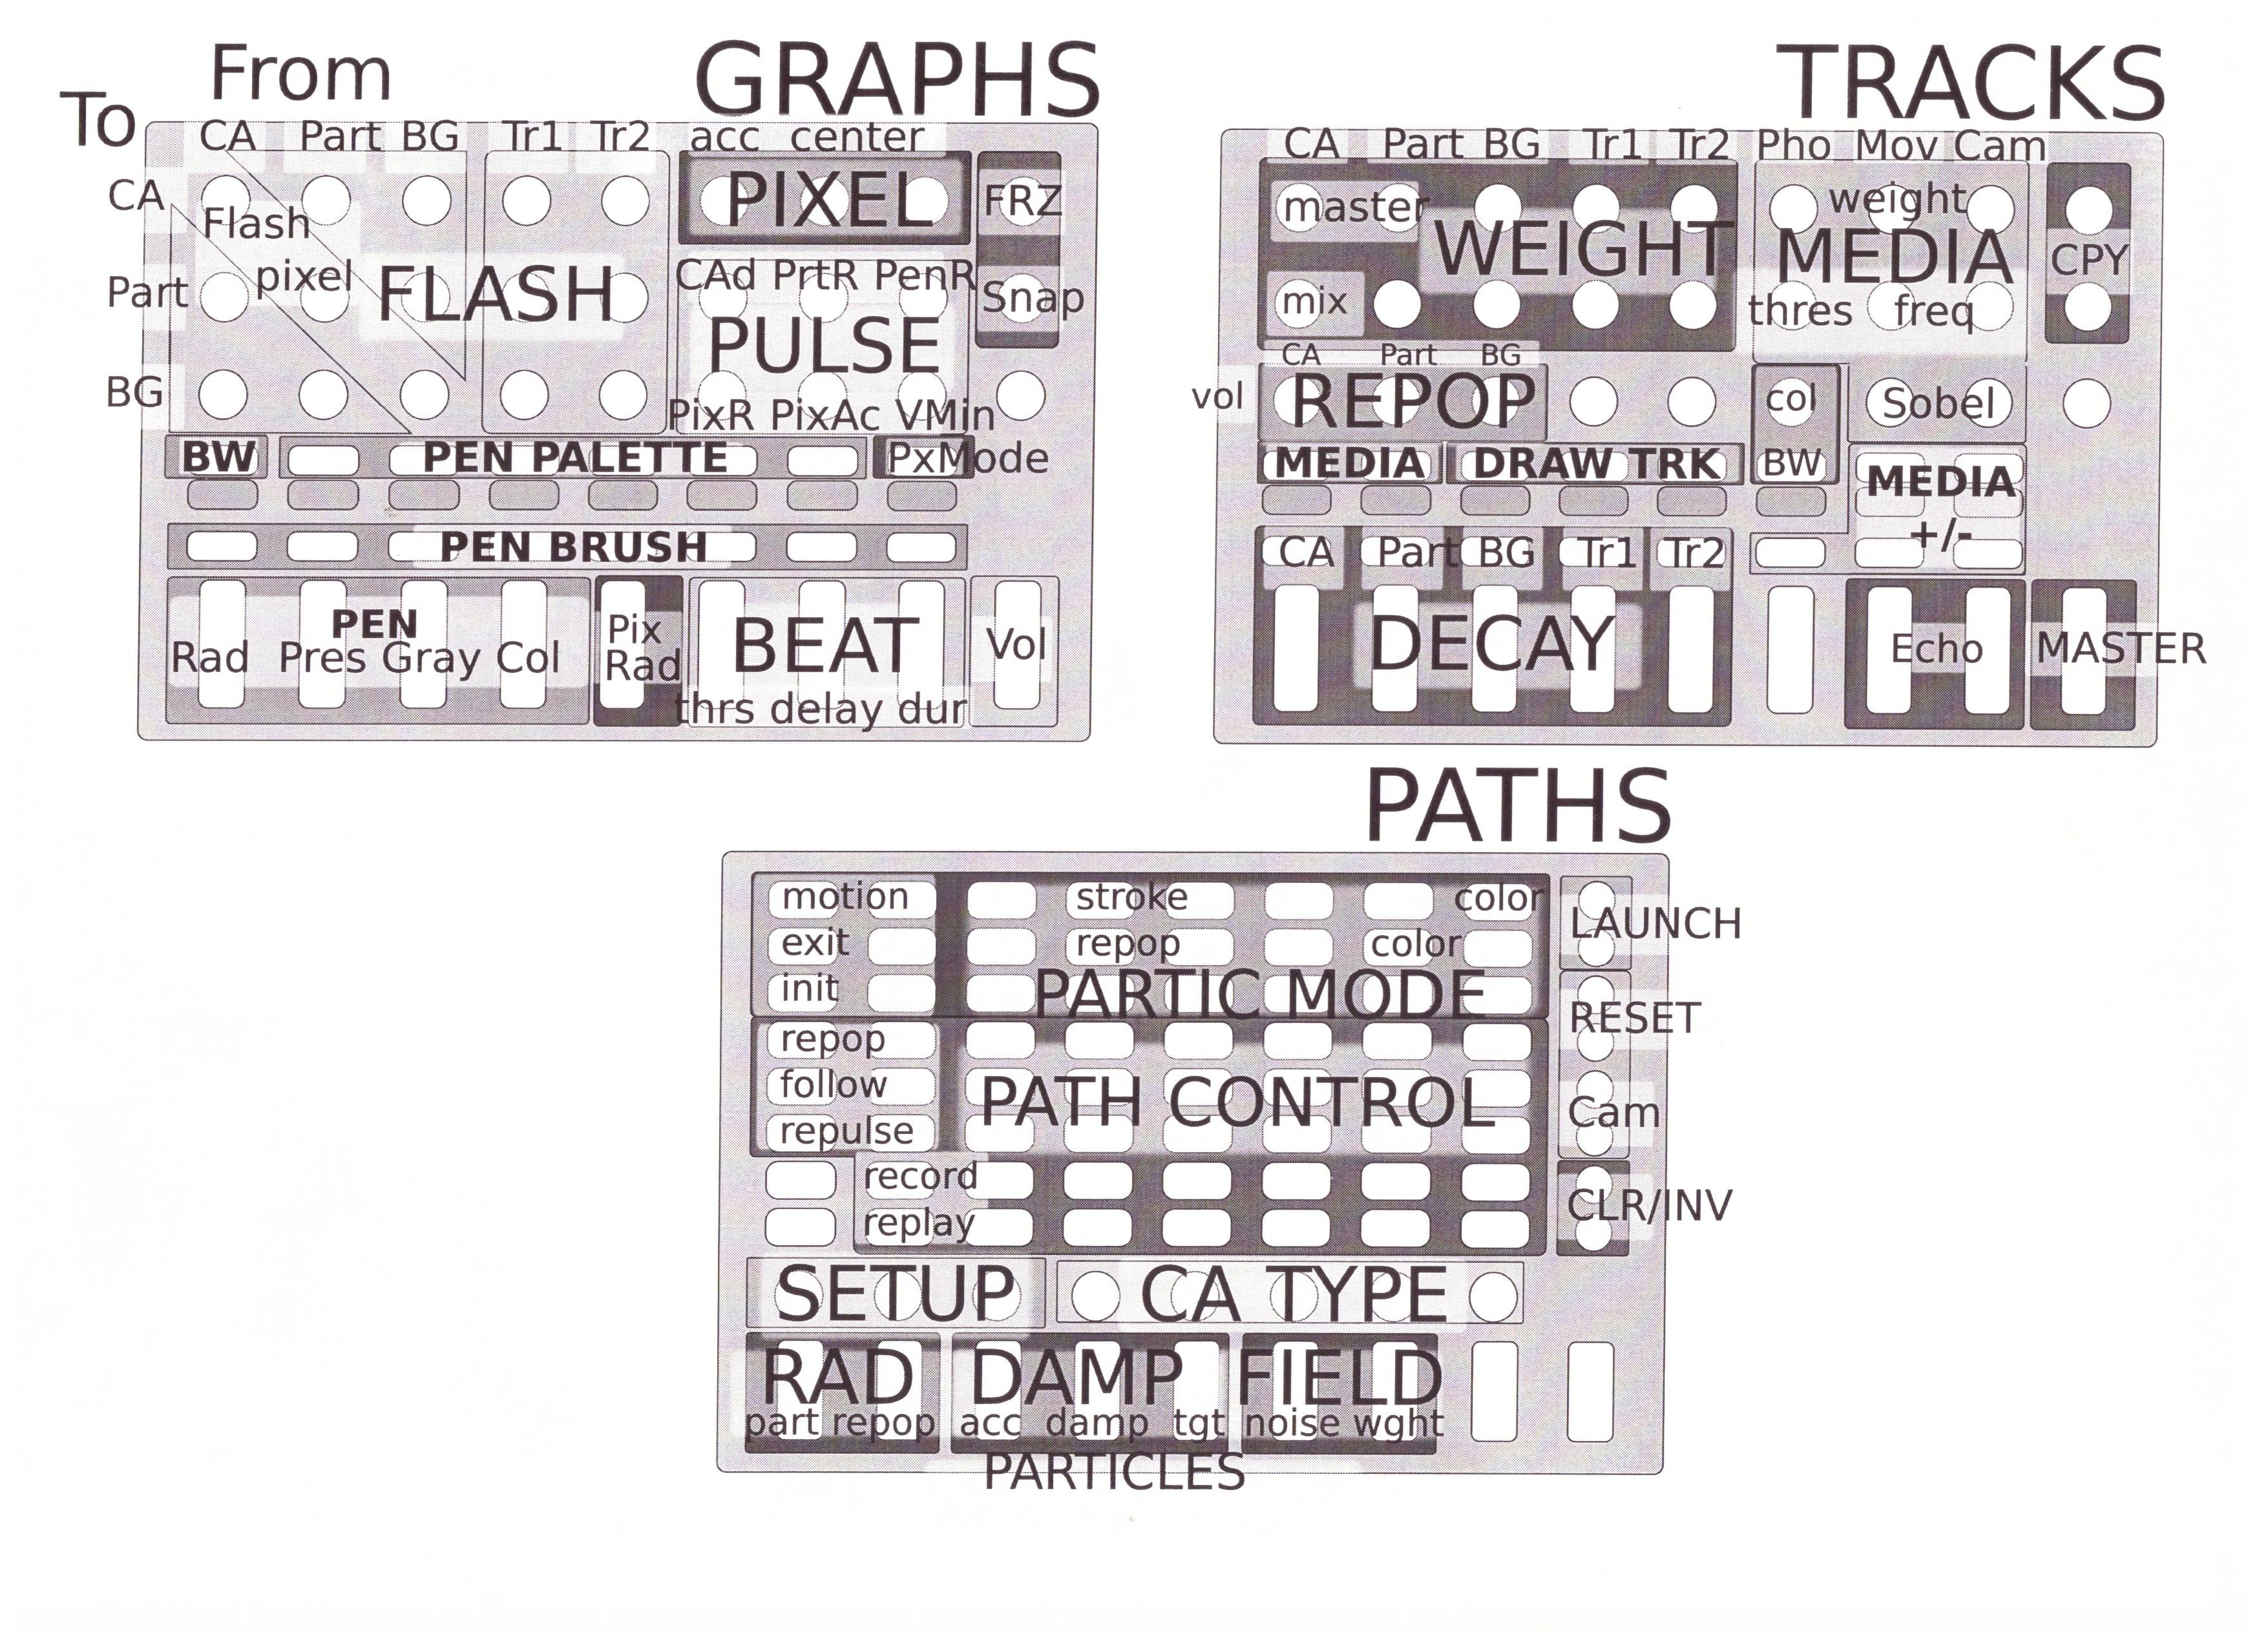 From
GRAPHS
To
CA Part BG Tr1 Tr2 acc center
CA
PIXEL
FRZ
Flash
pixel
FLASH
CAd PrtR PenR
Snap
Part
PULSE
BG
PixR PixAc VMin
BW
PEN PALETTE
PxMode
PEN BRUSH
PEN
Rad Pres Gray Col
Pix
Rad
BEAT
thrs delay dur
Vol
TRACKS
CA Part BG Tr1 Tr2 Pho Mov Cam
master
WEIGHT
weight
MEDIA
CPY
mix
thres freq
CA Part BG
vol
REPOP
col
Sobel
MEDIA
DRAW TRK
BW
MEDIA
+/-
CA Part BG Tr1 Tr2
DECAY
Echo
MASTER
PATHS
motion stroke color
LAUNCH
exit repop color
init
PARTIC MODE
RESET
repop
follow
PATH CONTROL
Cam
repulse
record
CLR/INV
replay
SETUP
CA TYPE
RAD DAMP FIELD
part repop acc damp tgt noise wght
PARTICLES